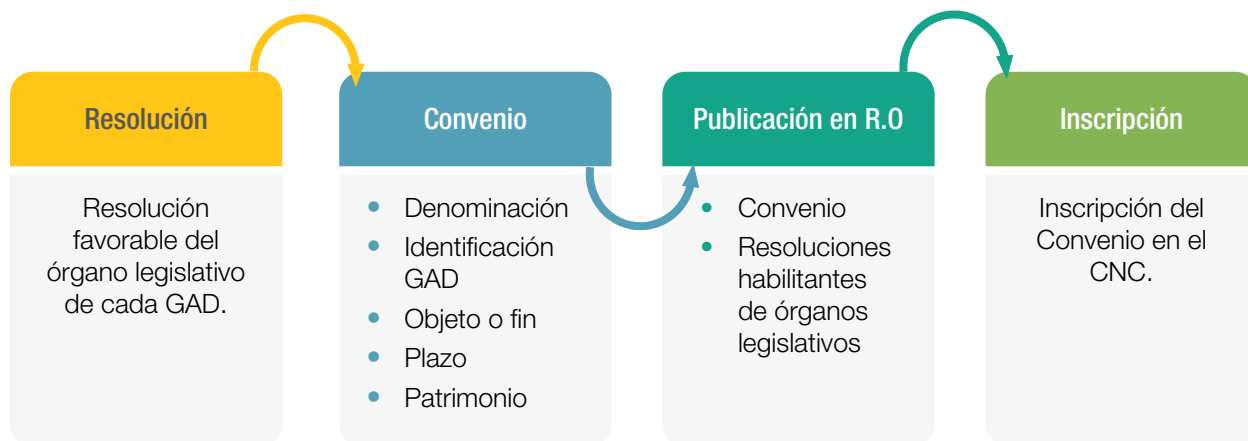 Resolución
Resolución
favorable del
órgano legislativo
de cada GAD.
Convenio
• Denominación
• Identificación
GAD
• Objeto o fin
• Plazo
• Patrimonio
Publicación en R.O
• Convenio
• Resoluciones
habilitantes
de órganos
legislativos
Inscripción
Inscripción del
Convenio en el
CNC.